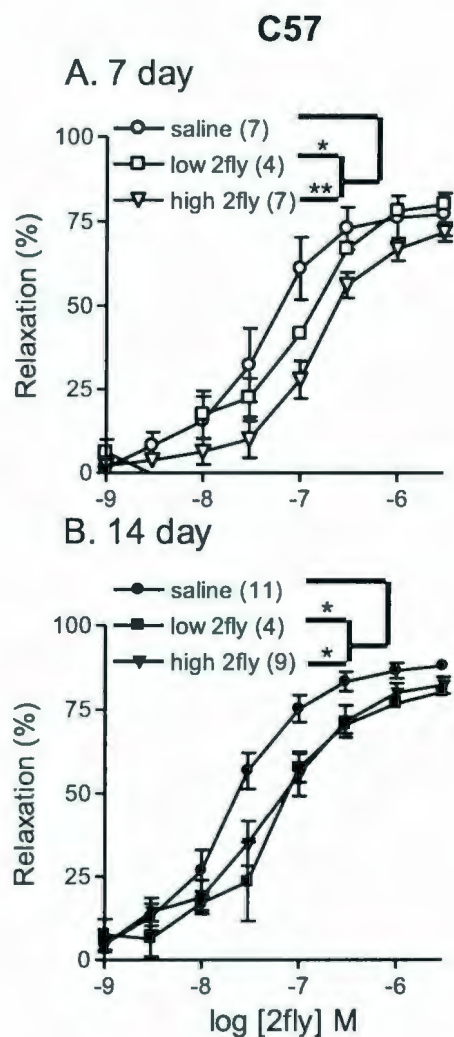 C57
A. 7 day
saline (7)
low 2fly (4)
high 2fly (7)
*
**
Relaxation (%)
100
75
50
25
0
-9
-8
-7
-6
B. 14 day
saline (11)
low 2fly (4)
high 2fly (9)
*
*
Relaxation (%)
100
75
50
25
0
-9
-8
-7
-6
log [2fly] M